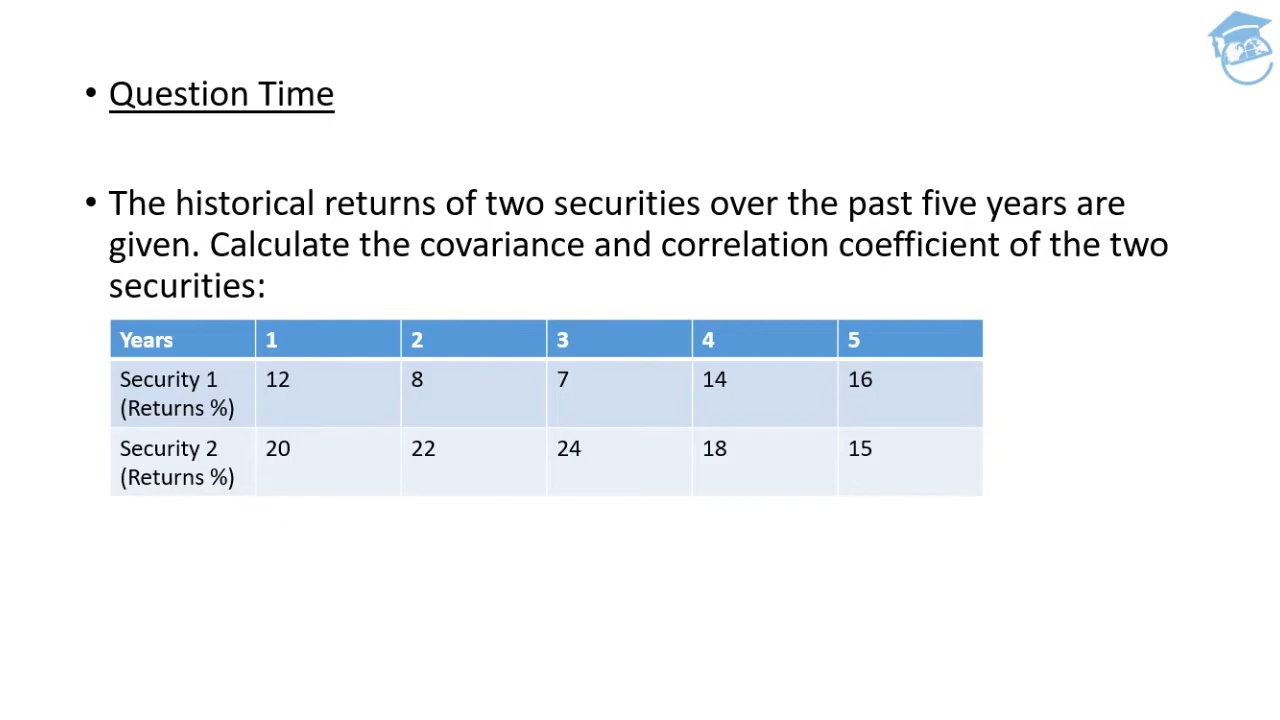 • Question Time
• The historical returns of two securities over the past five years are
given. Calculate the covariance and correlation coefficient of the two
securities:
Years 1 2 3 4 5
Security 1 12 8 7 14 16
(Returns %)
Security 2 20 22 24 18 15
(Returns %)